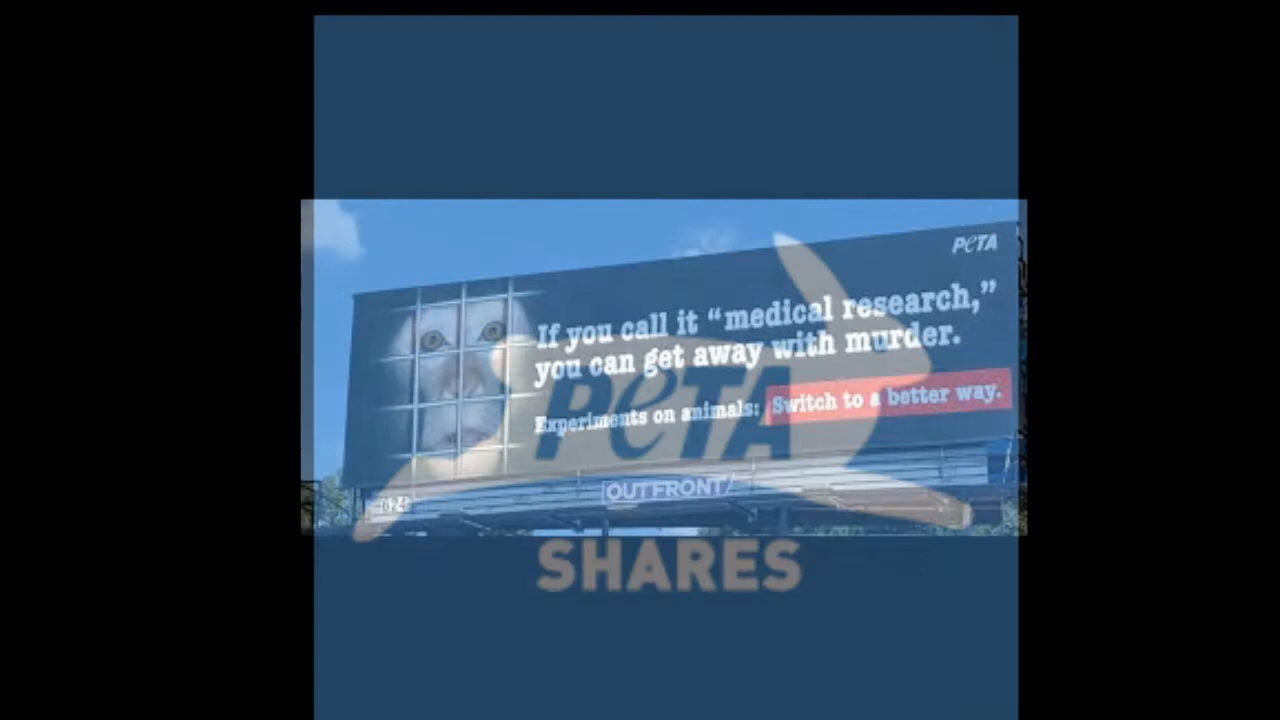 PETA
If you call it “medical research,”
you can get away with murder.
Experiments on animals: Switch to a better way.
PETA
OUTFRONT/
624
SHARES